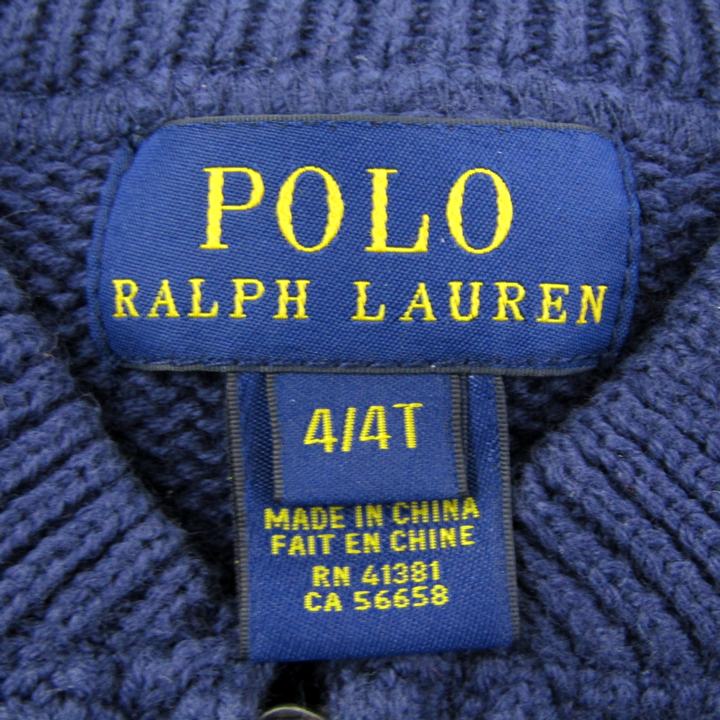 POLO
RALPH LAUREN
4/4T
MADE IN CHINA
FAIT EN CHINE
RN 41381
CA 56658